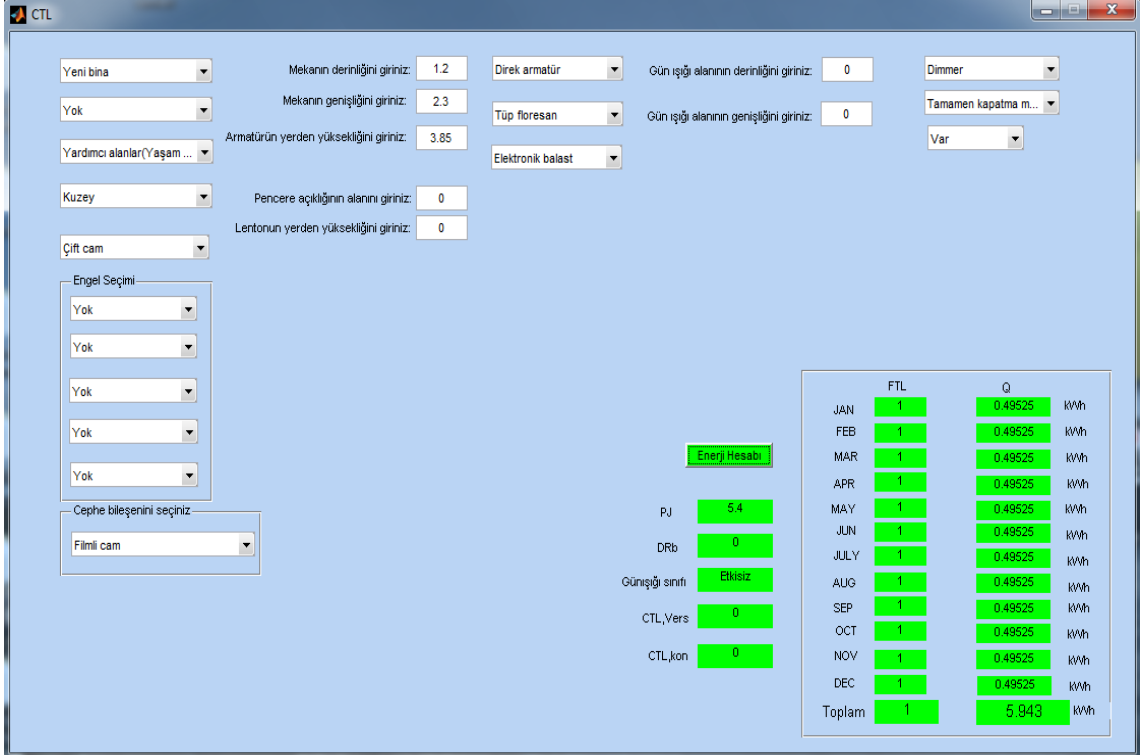 CTL
Yeni bina
Yok
Yardımcı alanlar(Yaşam ...
Kuzey
Çift cam
Engel Seçimi
Yok
Yok
Yok
Yok
Yok
Cephe bileşenini seçiniz
Filmli cam
Mekanın derinliğini giriniz: 1.2
Mekanın genişliğini giriniz: 2.3
Armatürün yerden yüksekliğini giriniz: 3.85
Pencere açıklığının alanını giriniz: 0
Lentonun yerden yüksekliğini giriniz: 0
Direk armatür
Tüp floresan
Elektronik balast
Gün ışığı alanının derinliğini giriniz: 0
Gün ışığı alanının genişliğini giriniz: 0
Dimmer
Tamamen kapatma m...
Var
Enerji Hesabı
PJ 5.4
DRb 0
Günışığı sınıfı Etkisiz
CTL,Vers 0
CTL,kon 0
FTL Q
JAN 1 0.49525 kWh
FEB 1 0.49525 kWh
MAR 1 0.49525 kWh
APR 1 0.49525 kWh
MAY 1 0.49525 kWh
JUN 1 0.49525 kWh
JULY 1 0.49525 kWh
AUG 1 0.49525 kWh
SEP 1 0.49525 kWh
OCT 1 0.49525 kWh
NOV 1 0.49525 kWh
DEC 1 0.49525 kWh
Toplam 1 5.943 kWh